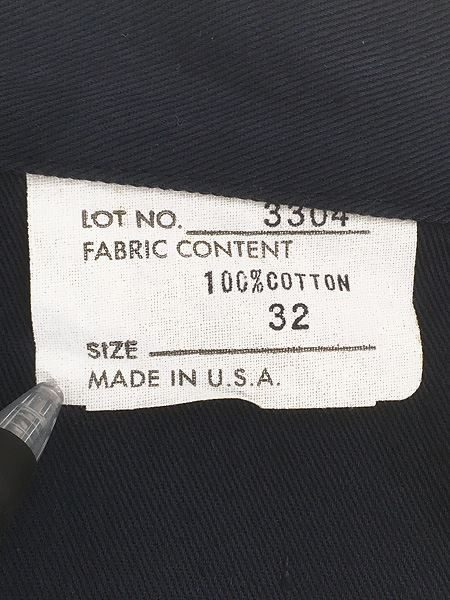 LOT NO. 3304
FABRIC CONTENT
100%COTTON
32
SIZE
MADE IN U.S.A.